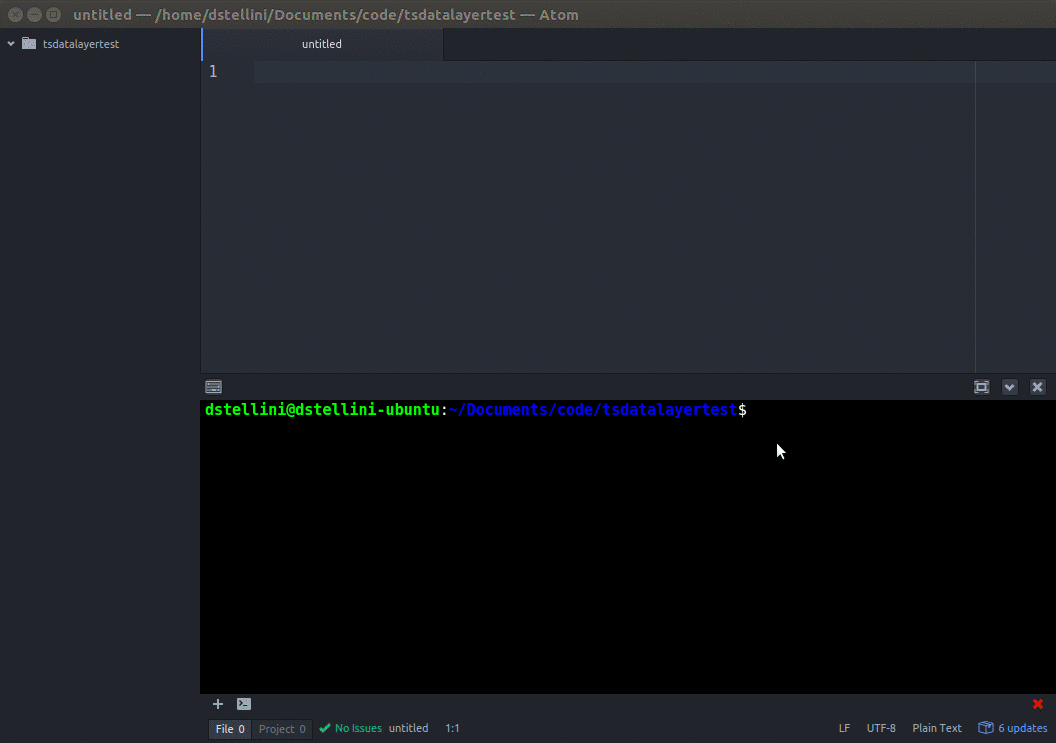 untitled — /home/dstellini/Documents/code/tsdatalayertest — Atom
tsdatalayertest
untitled
1
dstellini@dstellini-ubuntu:~/Documents/code/tsdatalayertest$
File 0 Project 0 No Issues untitled 1:1 LF UTF-8 Plain Text 6 updates